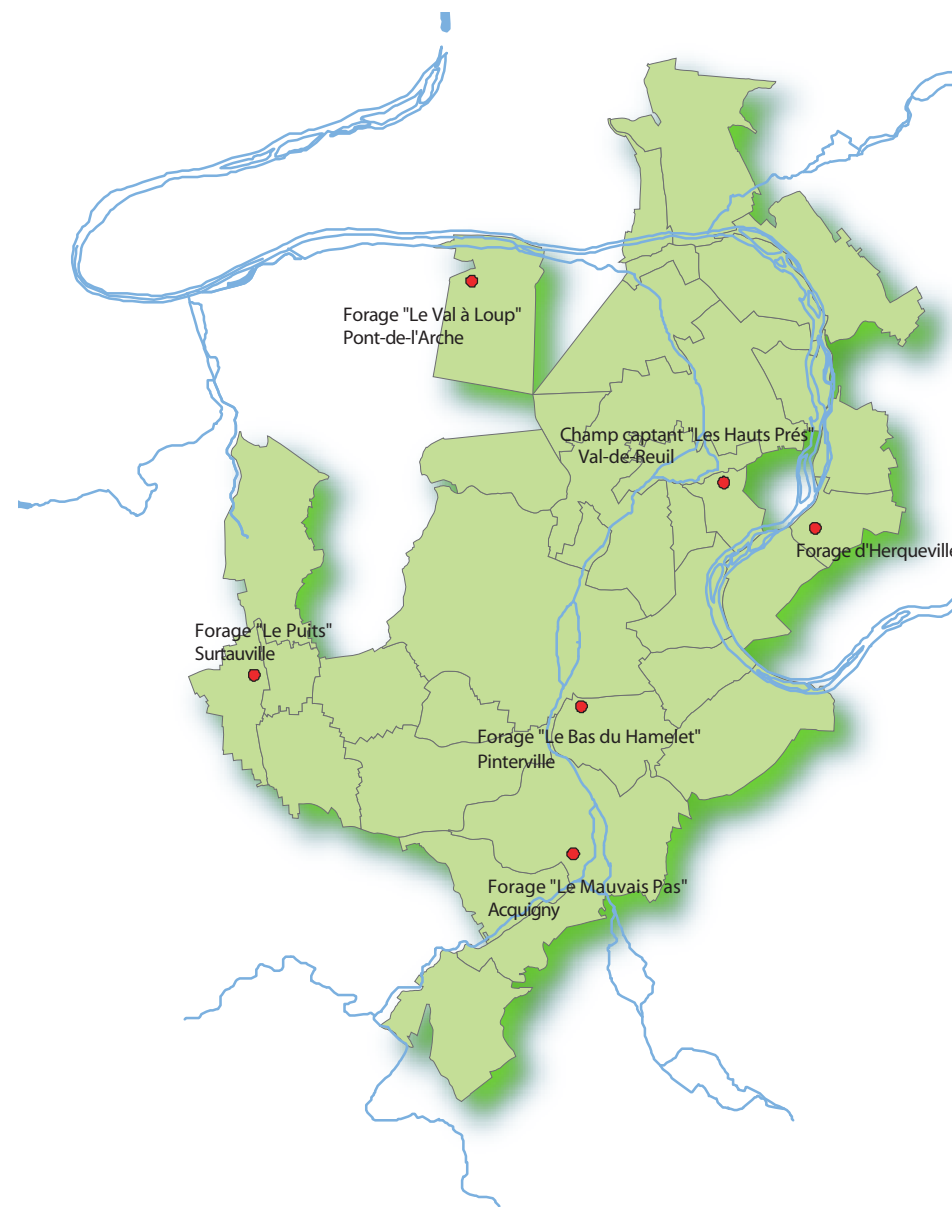 Forage "Le Val à Loup"
Pont-de-l'Arche
Champ captant "Les Hauts Prés"
Val-de-Reuil
Forage d'Herqueville
Forage "Le Puits"
Surtauville
Forage "Le Bas du Hamelet"
Pinterville
Forage "Le Mauvais Pas"
Acquigny